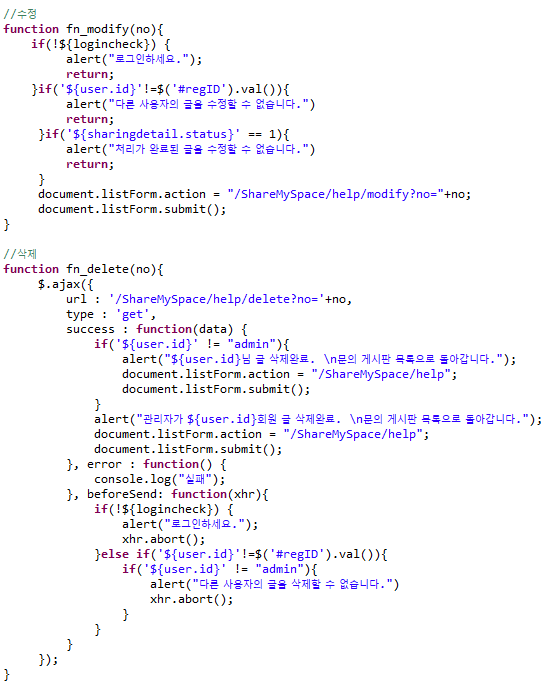 //수정
function fn_modify(no){
    if(!${logincheck}) {
         alert("로그인하세요.");
         return;
    }if('${user.id}'!=$('#regID').val()){
         alert("다른 사용자의 글을 수정할 수 없습니다.")
         return;
     }if('${sharingdetail.status}' == 1){
         alert("처리가 완료된 글을 수정할 수 없습니다.")
         return;
     }
     document.listForm.action = "/ShareMySpace/help/modify?no="+no;
     document.listForm.submit();
}

//삭제
function fn_delete(no){
     $.ajax({
         url : '/ShareMySpace/help/delete?no='+no,
         type : 'get',
         success : function(data) {
             if('${user.id}' != "admin"){
                 alert("${user.id}님 글 삭제완료. \n문의 게시판 목록으로 돌아갑니다.");
                 document.listForm.action = "/ShareMySpace/help";
                 document.listForm.submit();
             }
             alert("관리자가 ${user.id}회원 글 삭제완료. \n문의 게시판 목록으로 돌아갑니다.");
             document.listForm.action = "/ShareMySpace/help";
             document.listForm.submit();
         }, error : function() {
             console.log("실패");
         }, beforeSend: function(xhr){
             if(!${logincheck}) {
                 alert("로그인하세요.");
                 xhr.abort();
             }else if('${user.id}'!=$('#regID').val()){
                 if('${user.id}' != "admin"){
                     alert("다른 사용자의 글을 삭제할 수 없습니다.")
                     xhr.abort();
                 }
             }
         }
     });
}